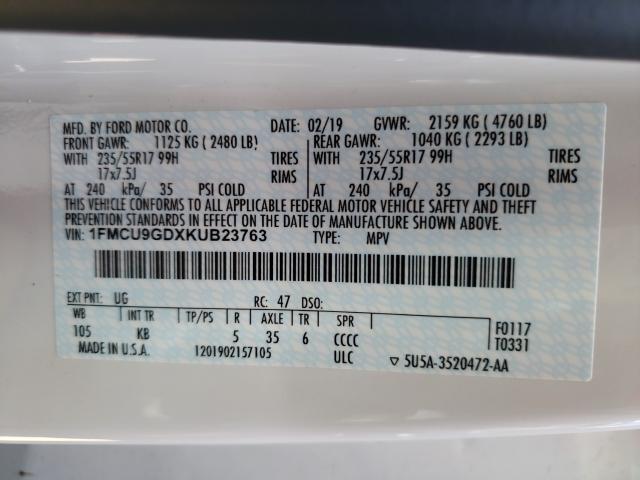 MFD. BY FORD MOTOR CO. DATE: 02/19 GVWR: 2159 KG ( 4760 LB)
FRONT GAWR: 1125 KG ( 2480 LB) REAR GAWR: 1040 KG ( 2293 LB)
WITH 235/55R17 99H TIRES WITH 235/55R17 99H TIRES
17x7.5J RIMS 17x7.5J RIMS
AT 240 kPa/ 35 PSI COLD AT 240 kPa/ 35 PSI COLD
THIS VEHICLE CONFORMS TO ALL APPLICABLE FEDERAL MOTOR VEHICLE SAFETY AND THEFT
PREVENTION STANDARDS IN EFFECT ON THE DATE OF MANUFACTURE SHOWN ABOVE.
VIN: 1FMCU9GDXKUB23763 TYPE: MPV
EXT PNT: UG RC: 47 DSO:
WB INT TR TP/PS R AXLE TR SPR
105 KB 5 35 6 CCCC
F0117
T0331
MADE IN U.S.A. 1201902157105 ULC ▽ 5U5A-3520472-AA